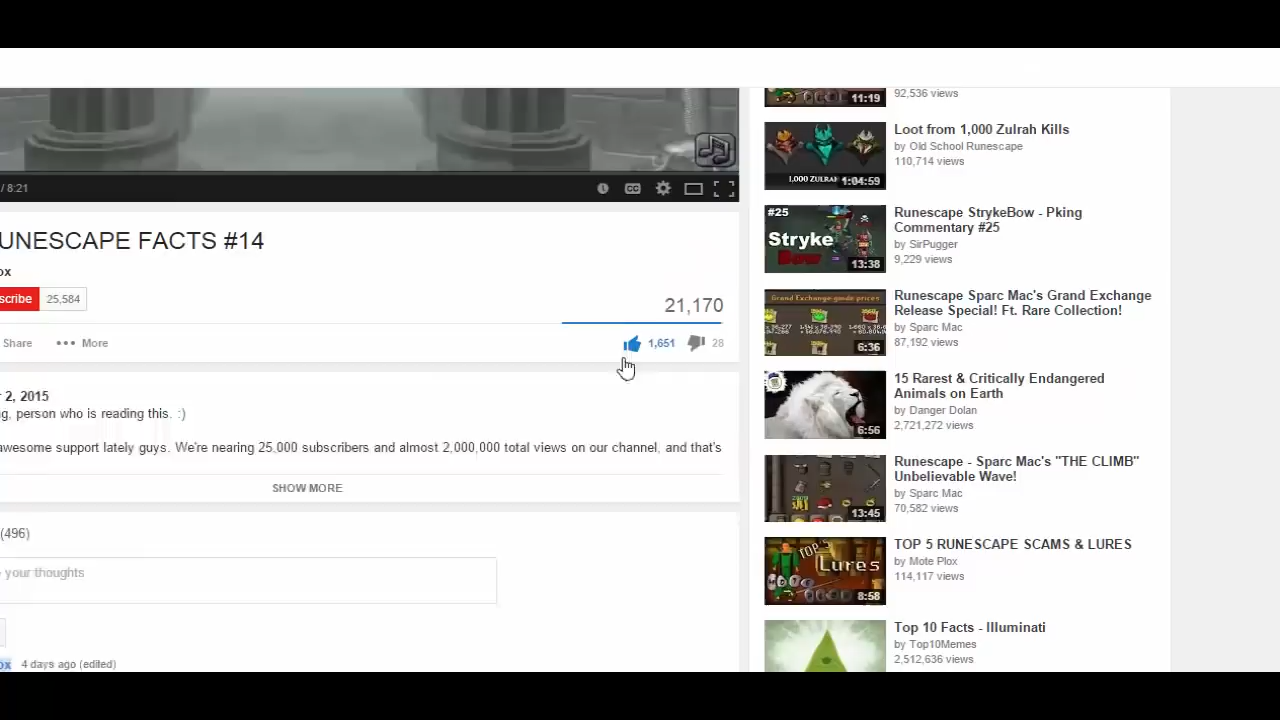 / 8:21
UNESCAPE FACTS #14
ox
scribe 25,584
21,170
Share ••• More
1,651 28
r 2, 2015
g, person who is reading this. :)
awesome support lately guys. We're nearing 25,000 subscribers and almost 2,000,000 total views on our channel, and that's
SHOW MORE
(496)
your thoughts
ox 4 days ago (edited)
11:19
92,536 views
1,000 ZULRAH
1:04:59
Loot from 1,000 Zulrah Kills
by Old School Runescape
110,714 views
#25
Stryke
Bow
13:38
Runescape StrykeBow - Pking
Commentary #25
by SirPugger
9,229 views
Grand Exchange guide prices
6:36
Runescape Sparc Mac's Grand Exchange
Release Special! Ft. Rare Collection!
by Sparc Mac
87,192 views
6:56
15 Rarest & Critically Endangered
Animals on Earth
by Danger Dolan
2,721,272 views
13:45
Runescape - Sparc Mac's "THE CLIMB"
Unbelievable Wave!
by Sparc Mac
70,582 views
TOP 5
Lures
8:58
TOP 5 RUNESCAPE SCAMS & LURES
by Mote Plox
114,117 views
Top 10 Facts - Illuminati
by Top10Memes
2,512,636 views